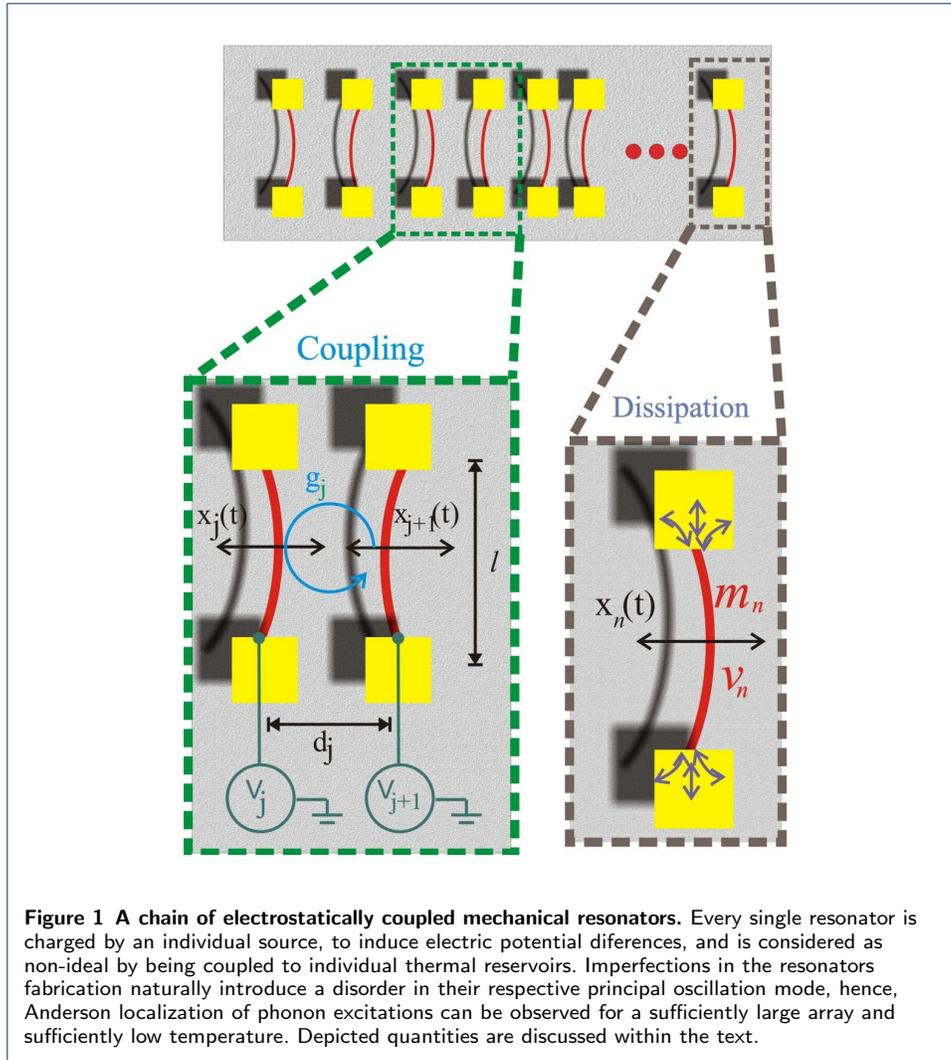 Coupling
Dissipation
g_j
x_j(t)
x_{j+1}(t)
l
d_j
V_j
V_{j+1}
x_n(t)
m_n
ν_n
Figure 1 A chain of electrostatically coupled mechanical resonators. Every single resonator is
charged by an individual source, to induce electric potential diferences, and is considered as
non-ideal by being coupled to individual thermal reservoirs. Imperfections in the resonators
fabrication naturally introduce a disorder in their respective principal oscillation mode, hence,
Anderson localization of phonon excitations can be observed for a sufficiently large array and
sufficiently low temperature. Depicted quantities are discussed within the text.